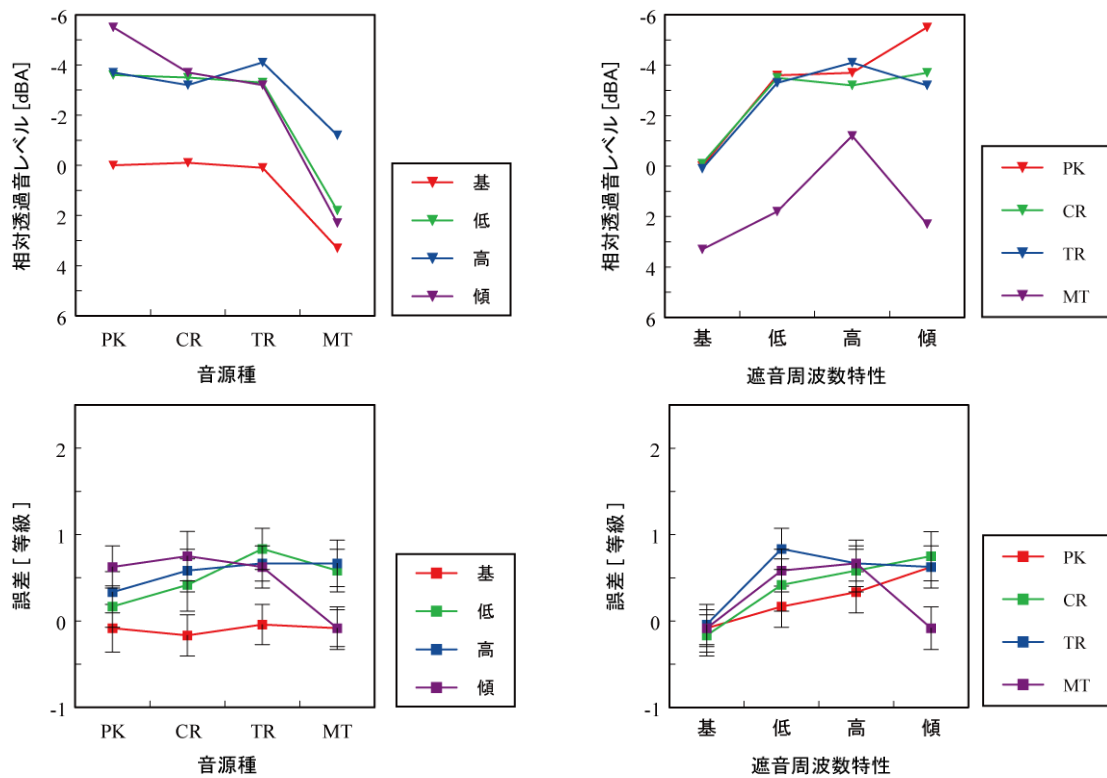 相対透過音レベル [dBA]
-6
-4
-2
0
2
4
6
PK CR TR MT
音源種
基
低
高
傾
相対透過音レベル [dBA]
-6
-4
-2
0
2
4
6
基 低 高 傾
遮音周波数特性
PK
CR
TR
MT
誤差 [ 等級 ]
2
1
0
-1
PK CR TR MT
音源種
基
低
高
傾
誤差 [ 等級 ]
2
1
0
-1
基 低 高 傾
遮音周波数特性
PK
CR
TR
MT